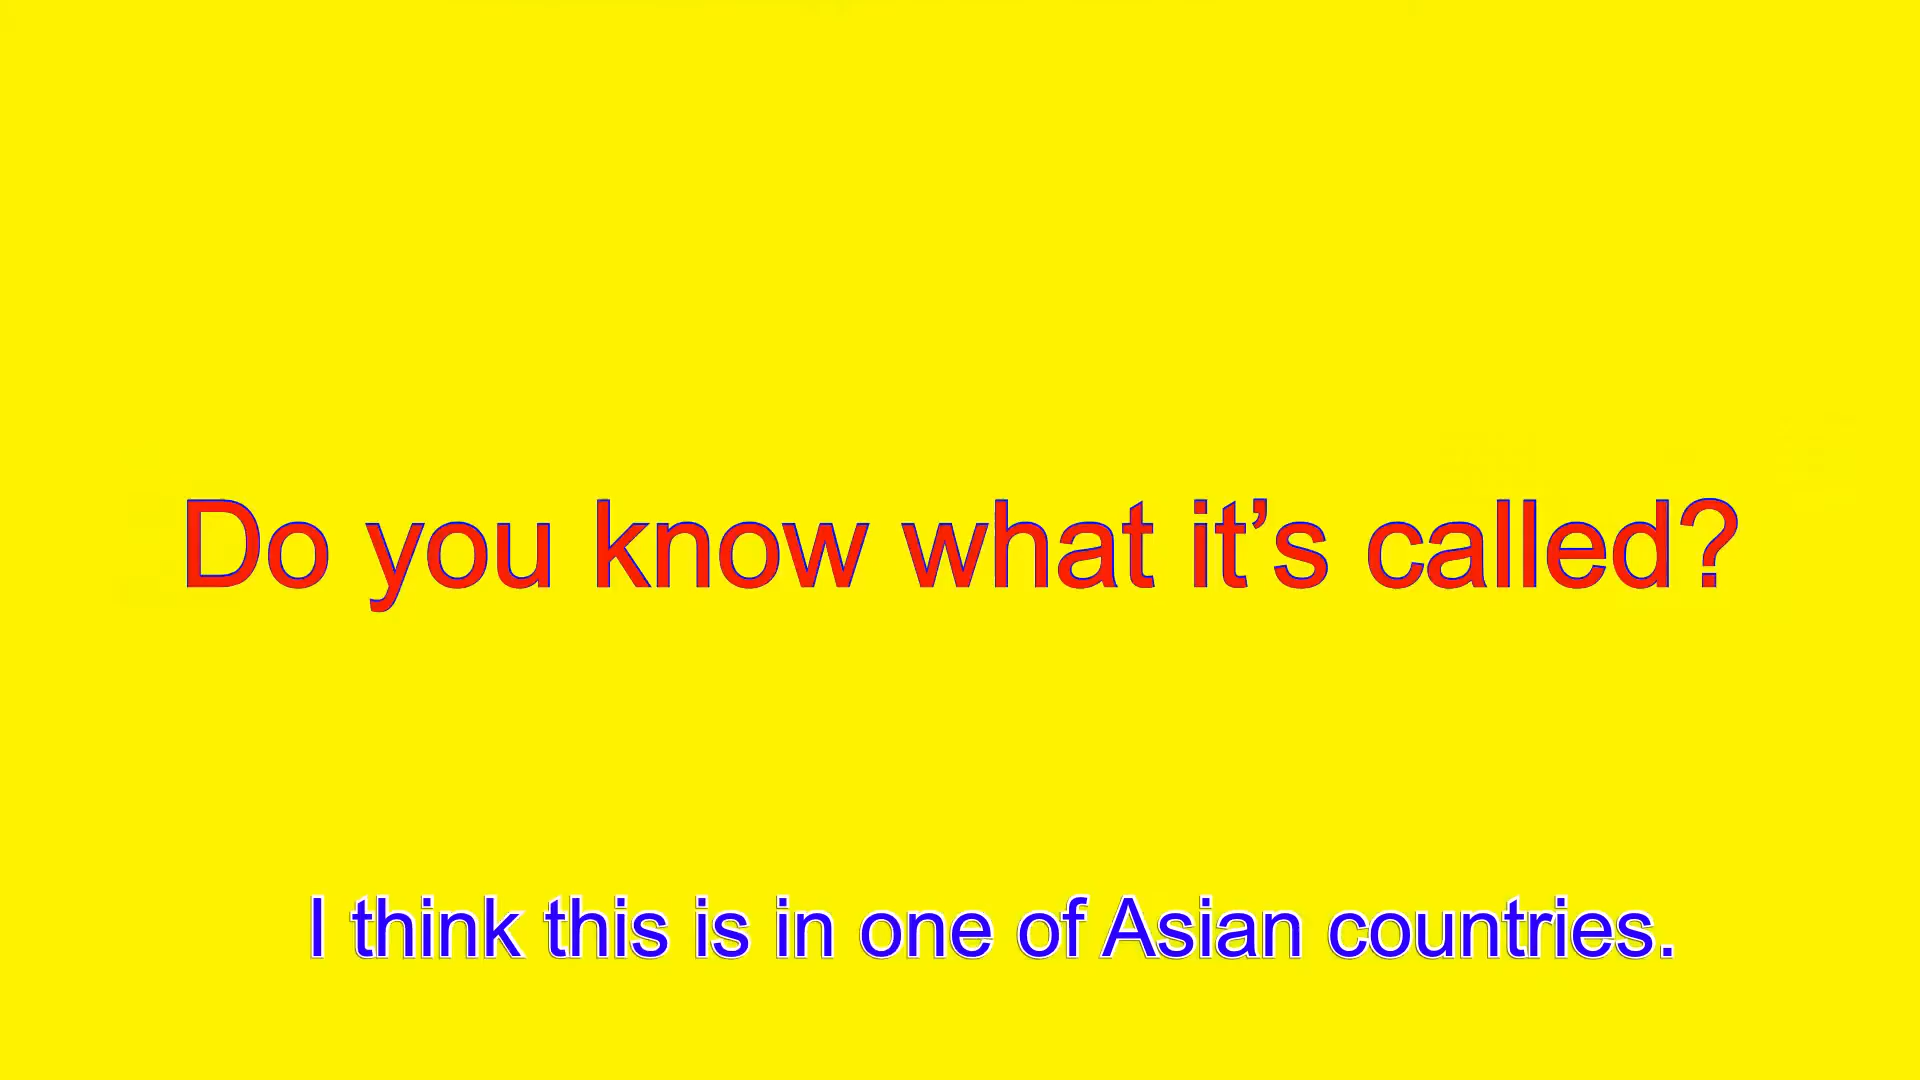 Do you know what it’s called?
I think this is in one of Asian countries.